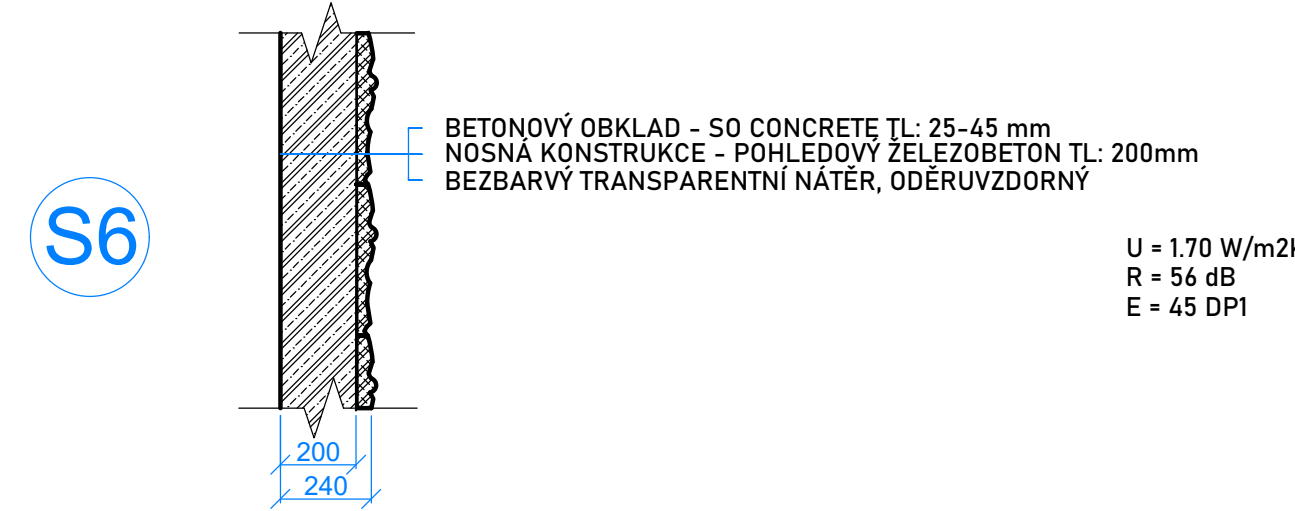 BETONOVÝ OBKLAD - SO CONCRETE TL: 25-45 mm
NOSNÁ KONSTRUKCE - POHLEDOVÝ ŽELEZOBETON TL: 200mm
BEZBARVÝ TRANSPARENTNÍ NÁTĚR, ODĚRUVZDORNÝ
S6
U = 1.70 W/m2K
R = 56 dB
E = 45 DP1
200
240